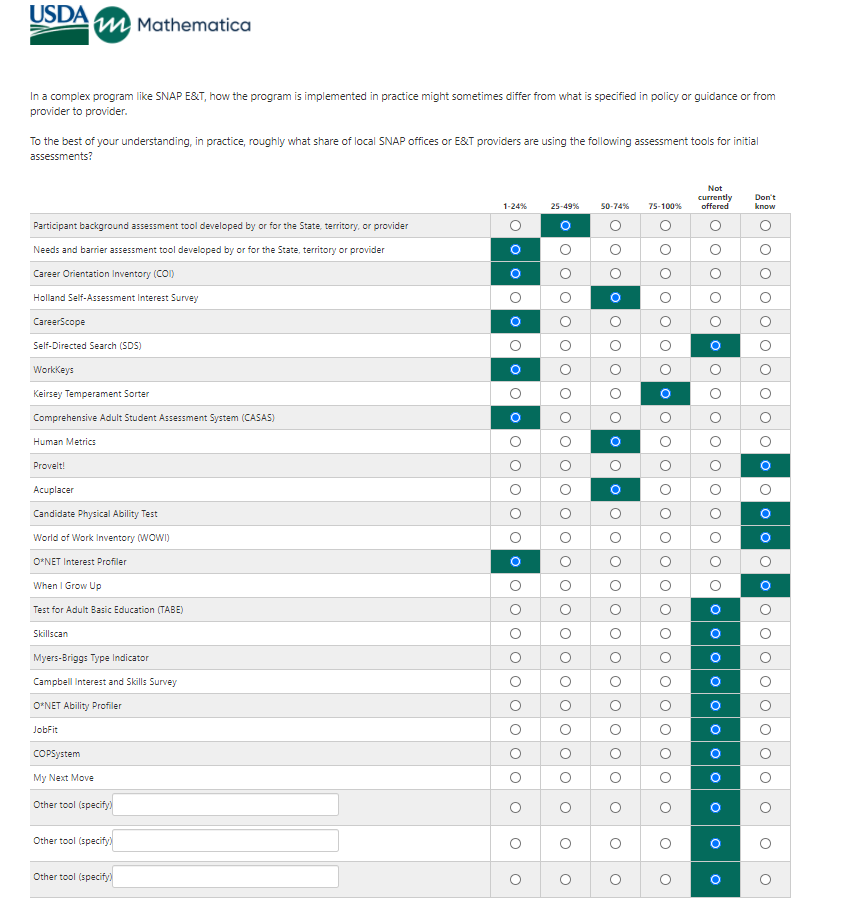 USDA
m Mathematica
In a complex program like SNAP E&T, how the program is implemented in practice might sometimes differ from what is specified in policy or guidance or from
provider to provider.
To the best of your understanding, in practice, roughly what share of local SNAP offices or E&T providers are using the following assessment tools for initial
assessments?
1-24% 25-49% 50-74% 75-100% Not currently offered Don't know
Participant background assessment tool developed by or for the State, territory, or provider
Needs and barrier assessment tool developed by or for the State, territory or provider
Career Orientation Inventory (COI)
Holland Self-Assessment Interest Survey
CareerScope
Self-Directed Search (SDS)
WorkKeys
Keirsey Temperament Sorter
Comprehensive Adult Student Assessment System (CASAS)
Human Metrics
ProveIt!
Acuplacer
Candidate Physical Ability Test
World of Work Inventory (WOWI)
O*NET Interest Profiler
When I Grow Up
Test for Adult Basic Education (TABE)
Skillscan
Myers-Briggs Type Indicator
Campbell Interest and Skills Survey
O*NET Ability Profiler
JobFit
COPSystem
My Next Move
Other tool (specify)
Other tool (specify)
Other tool (specify)